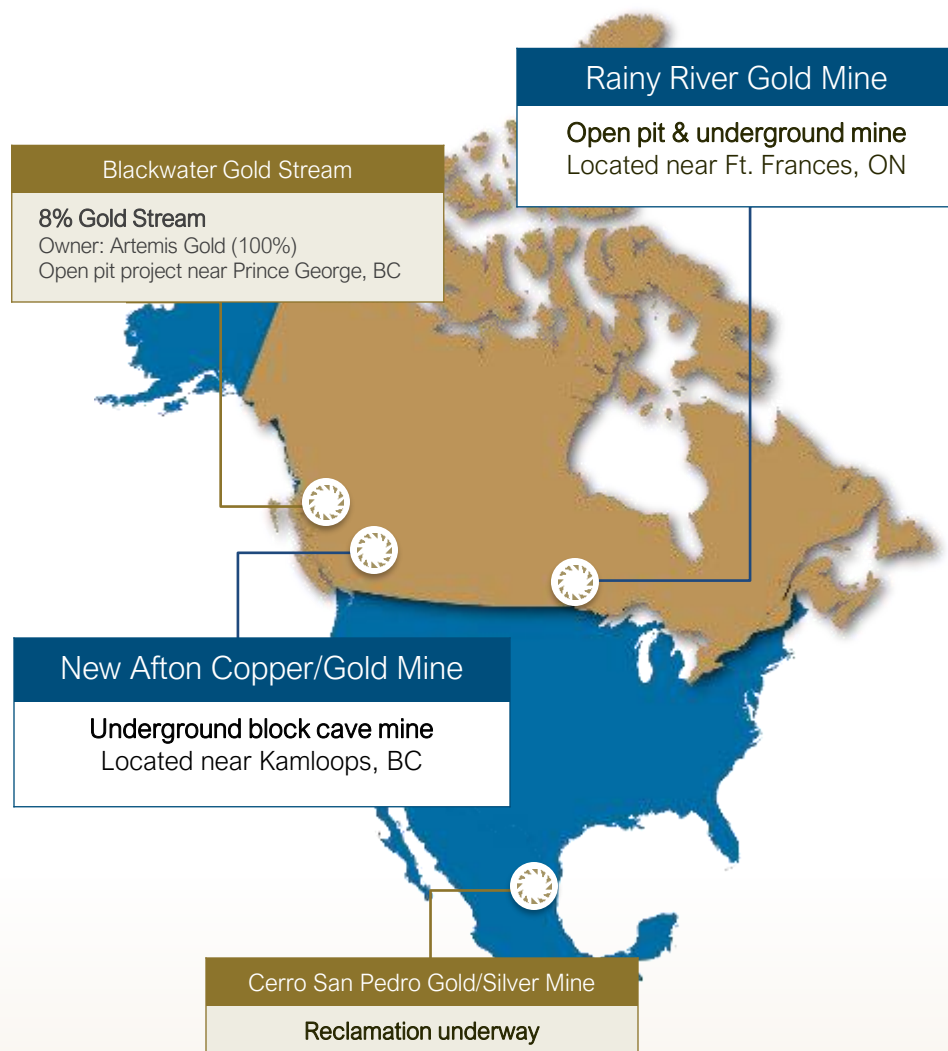 Rainy River Gold Mine
Open pit & underground mine
Located near Ft. Frances, ON
Blackwater Gold Stream
8% Gold Stream
Owner: Artemis Gold (100%)
Open pit project near Prince George, BC
New Afton Copper/Gold Mine
Underground block cave mine
Located near Kamloops, BC
Cerro San Pedro Gold/Silver Mine
Reclamation underway